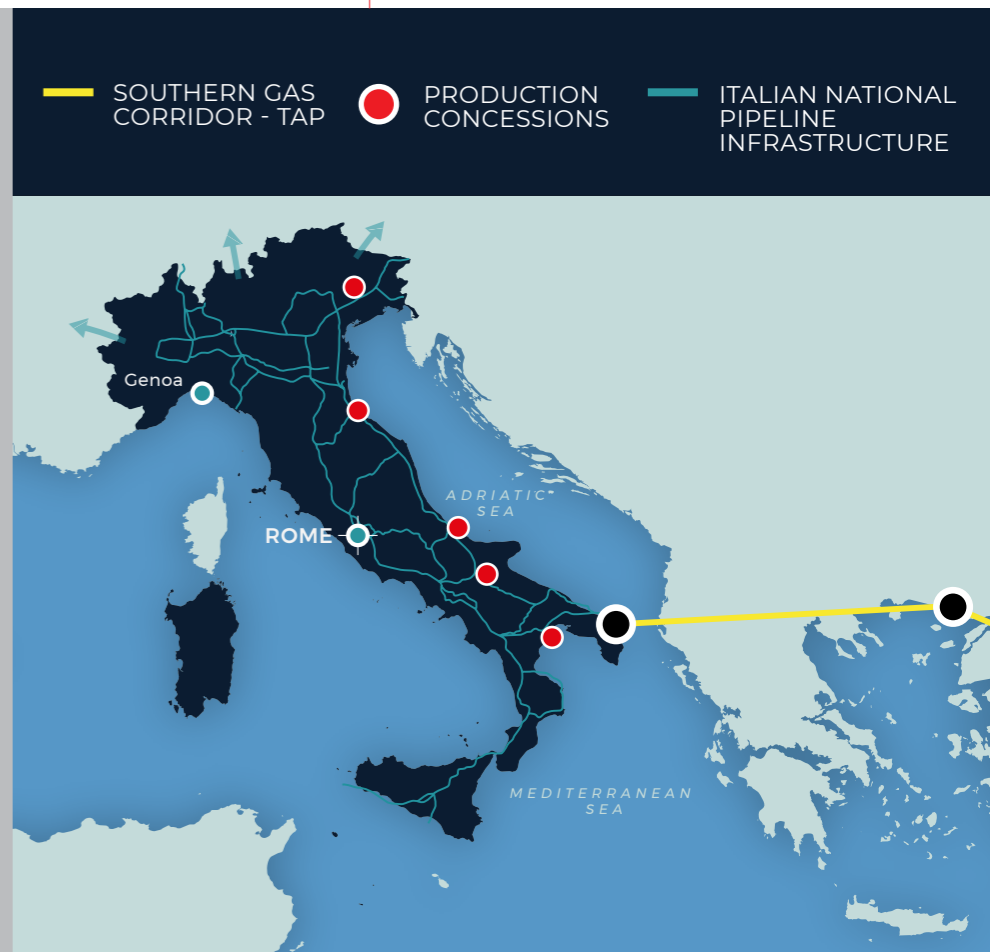 SOUTHERN GAS
CORRIDOR - TAP
PRODUCTION
CONCESSIONS
ITALIAN NATIONAL
PIPELINE
INFRASTRUCTURE
Genoa
ADRIATIC
SEA
ROME
MEDITERRANEAN
SEA